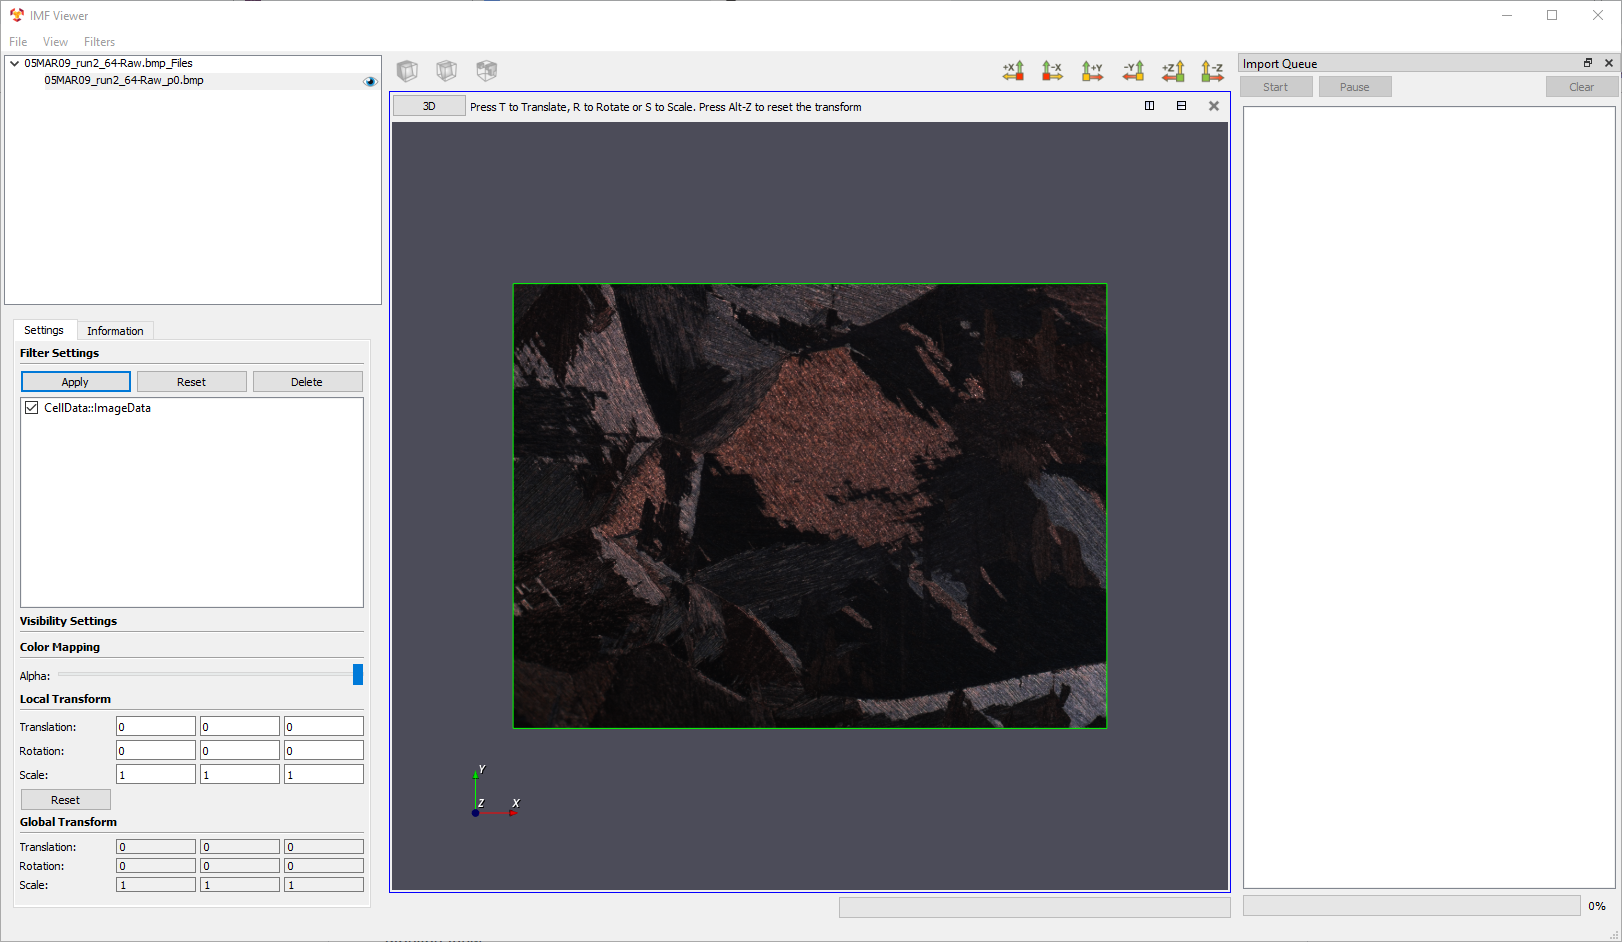 IMF Viewer
File View Filters
05MAR09_run2_64-Raw.bmp_Files
05MAR09_run2_64-Raw_p0.bmp
Settings Information
Filter Settings
Apply Reset Delete
CellData::ImageData
Visibility Settings
Color Mapping
Alpha:
Local Transform
Translation: 0 0 0
Rotation: 0 0 0
Scale: 1 1 1
Reset
Global Transform
Translation: 0 0 0
Rotation: 0 0 0
Scale: 1 1 1
+X -X +Y -Y +Z -Z
3D Press T to Translate, R to Rotate or S to Scale. Press Alt-Z to reset the transform
Y
Z X
Import Queue
Start Pause Clear
0%